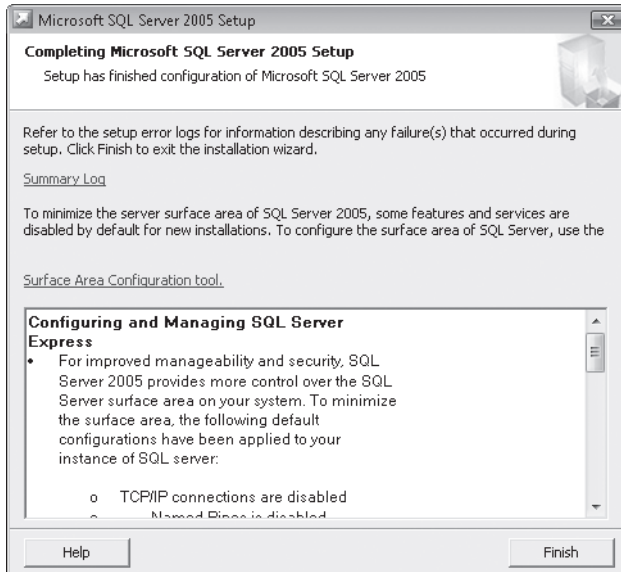 Microsoft SQL Server 2005 Setup
Completing Microsoft SQL Server 2005 Setup
Setup has finished configuration of Microsoft SQL Server 2005
Refer to the setup error logs for information describing any failure(s) that occurred during
setup. Click Finish to exit the installation wizard.
Summary Log
To minimize the server surface area of SQL Server 2005, some features and services are
disabled by default for new installations. To configure the surface area of SQL Server, use the
Surface Area Configuration tool.
Configuring and Managing SQL Server
Express
• For improved manageability and security, SQL
Server 2005 provides more control over the SQL
Server surface area on your system. To minimize
the surface area, the following default
configurations have been applied to your
instance of SQL server:
o TCP/IP connections are disabled
o Named Pipes is disabled
Help
Finish